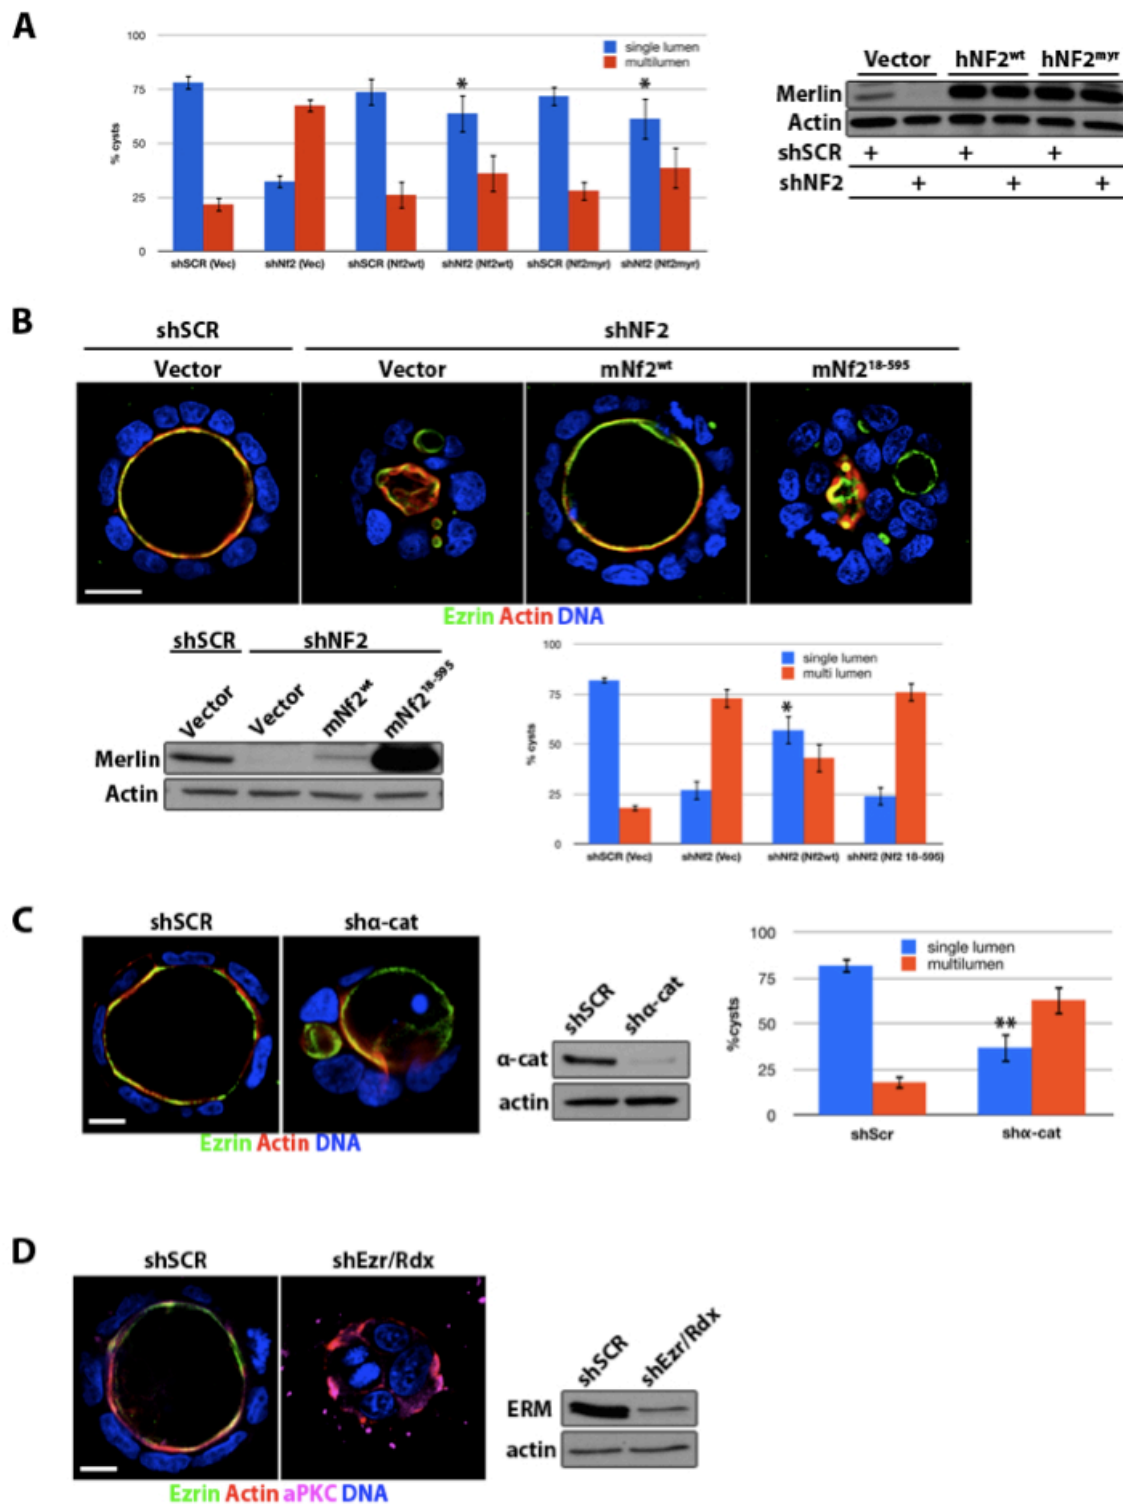 A
100
75
50
25
0
% cysts
single lumen
multilumen
*
*
shSCR (Vec)
shNf2 (Vec)
shSCR (Nf2wt)
shNf2 (Nf2wt)
shSCR (Nf2myr)
shNf2 (Nf2myr)
Vector hNF2wt hNF2myr
Merlin
Actin
shSCR + + +
shNF2 + + +
B
shSCR shNF2
Vector Vector mNf2wt mNf218-595
Ezrin Actin DNA
shSCR shNF2
Vector Vector mNf2wt mNf218-595
Merlin
Actin
100
75
50
25
0
% cysts
single lumen
multi lumen
*
shSCR (Vec) shNf2 (Vec) shNf2 (Nf2wt) shNf2 (Nf2 18-595)
C
shSCR shα-cat
Ezrin Actin DNA
shSCR shα-cat
α-cat
actin
100
75
50
25
0
%cysts
single lumen
multilumen
**
shScr shα-cat
D
shSCR shEzr/Rdx
Ezrin Actin aPKC DNA
shSCR shEzr/Rdx
ERM
actin